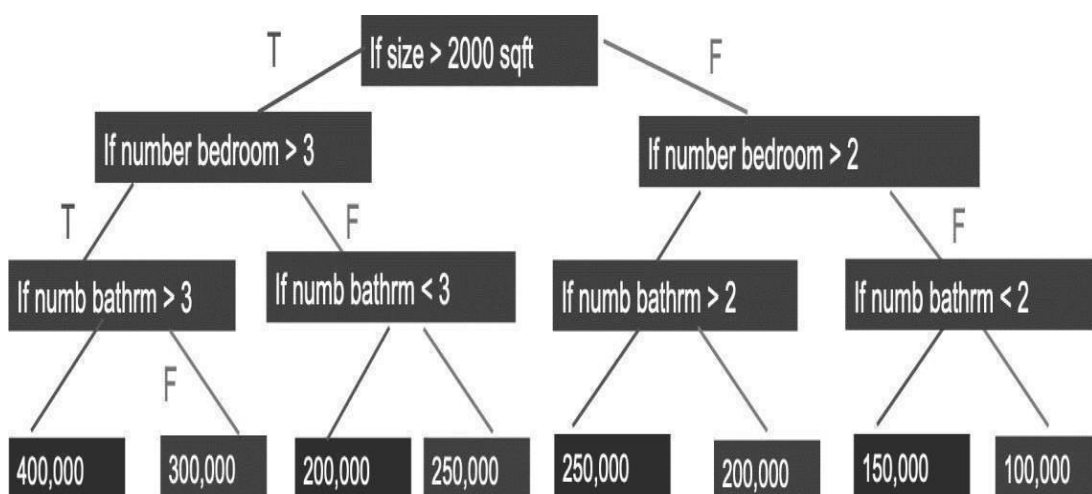 T
If size > 2000 sqft
F
If number bedroom > 3
If number bedroom > 2
T
F
F
If numb bathrm > 3
If numb bathrm < 3
If numb bathrm > 2
If numb bathrm < 2
F
400,000
300,000
200,000
250,000
250,000
200,000
150,000
100,000